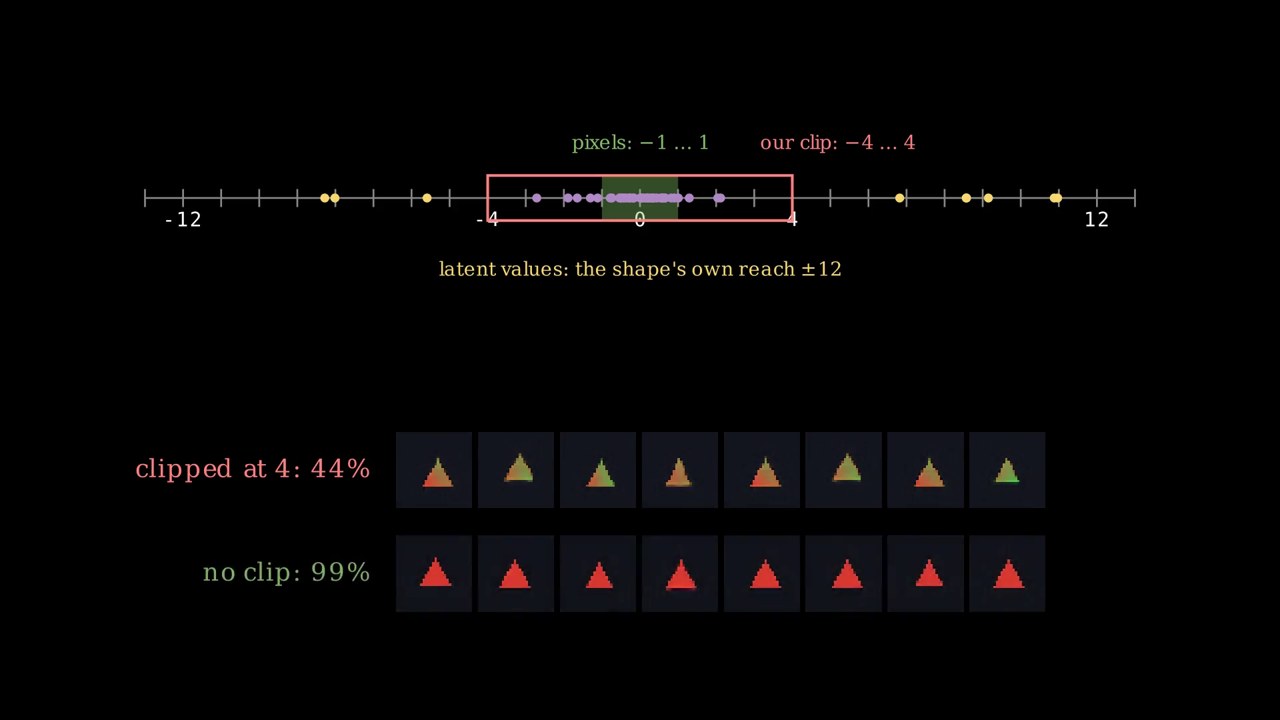 pixels: −1 … 1
our clip: −4 … 4
-12
-4
0
4
12
latent values: the shape's own reach ±12
clipped at 4: 44%
no clip: 99%